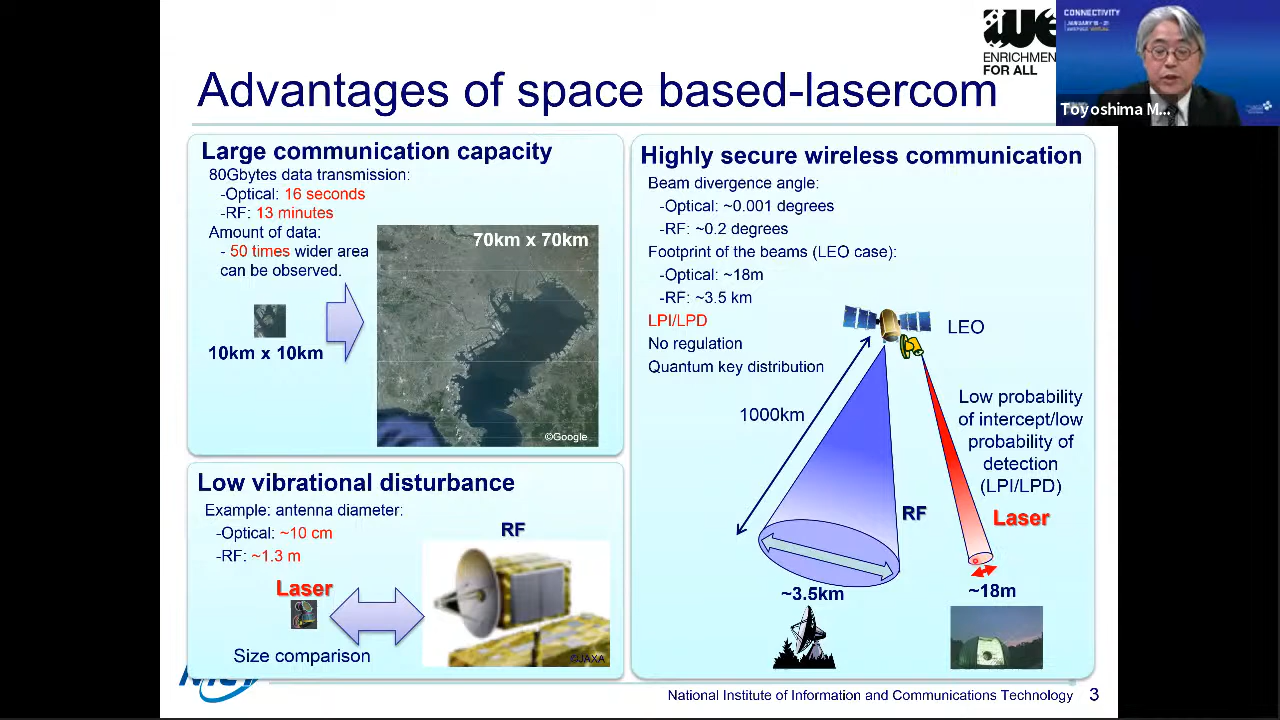 Advantages of space based-lasercom
ENRICHMEN
FOR ALL
CONNECTIVITY
Toyoshima M...
Large communication capacity
80Gbytes data transmission:
-Optical: 16 seconds
-RF: 13 minutes
Amount of data:
- 50 times wider area
can be observed.
10km x 10km
70km x 70km
©Google
Low vibrational disturbance
Example: antenna diameter:
-Optical: ~10 cm
-RF: ~1.3 m
Laser
RF
Size comparison
©JAXA
Highly secure wireless communication
Beam divergence angle:
-Optical: ~0.001 degrees
-RF: ~0.2 degrees
Footprint of the beams (LEO case):
-Optical: ~18m
-RF: ~3.5 km
LPI/LPD
No regulation
Quantum key distribution
LEO
1000km
Low probability
of intercept/low
probability of
detection
(LPI/LPD)
RF
Laser
~3.5km
~18m
National Institute of Information and Communications Technology 3